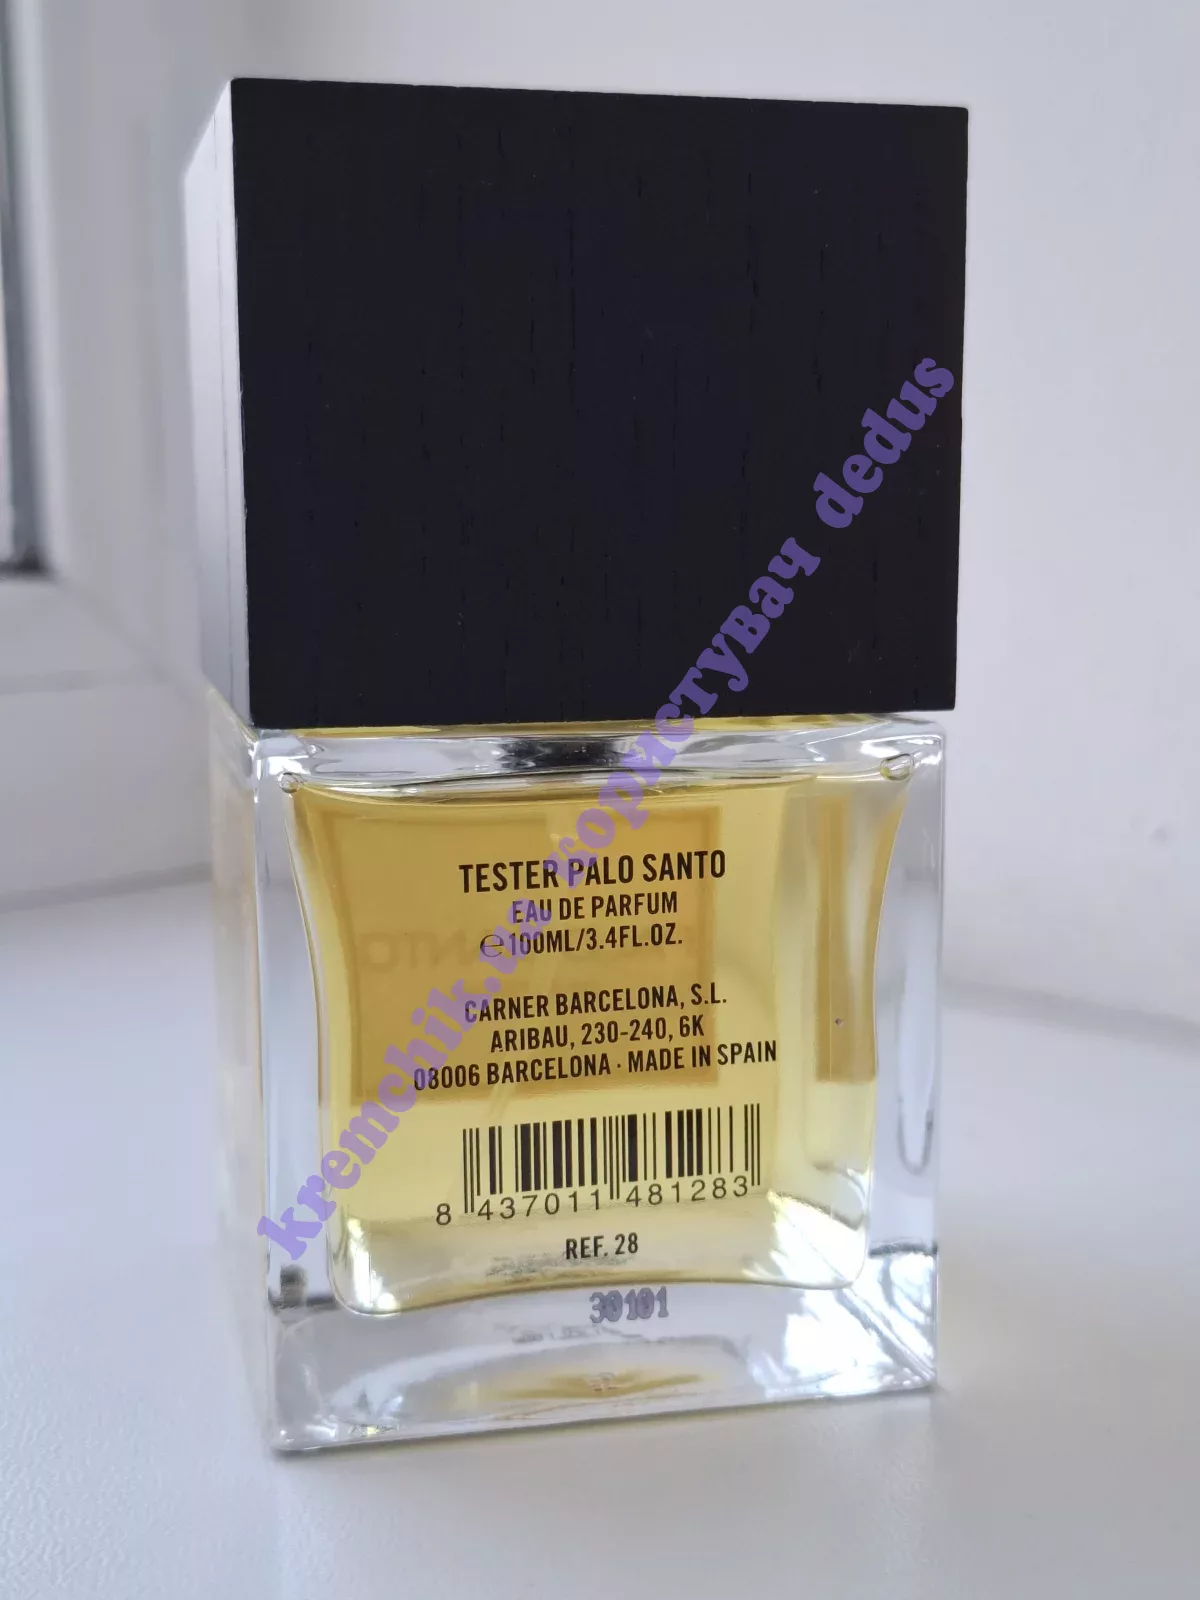 TESTER PALO SANTO
EAU DE PARFUM
℮100ML/3.4FL.OZ.
CARNER BARCELONA, S.L.
ARIBAU, 230-240, 6K
08006 BARCELONA · MADE IN SPAIN
8 437011 481283
REF. 28
30101
kremchik.ua користувач dedus